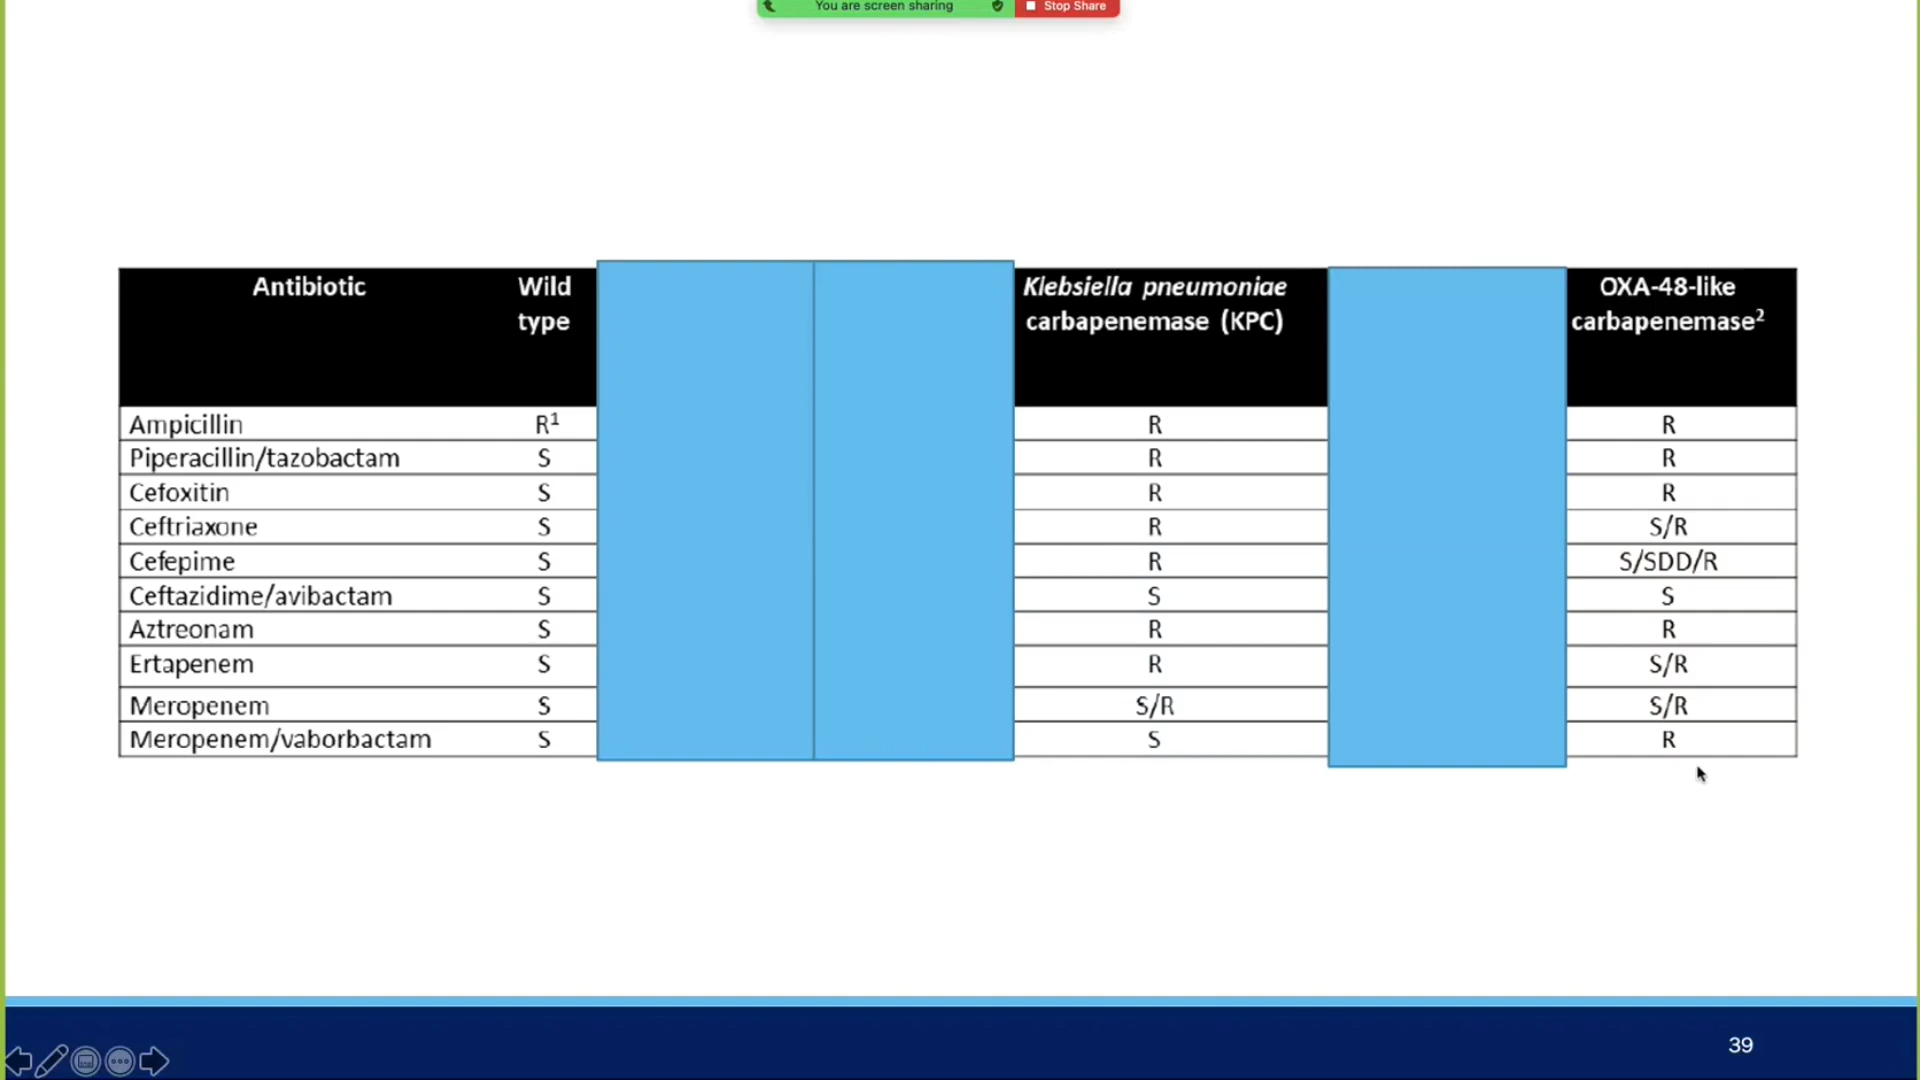 You are screen sharing Stop Share
Antibiotic Wild type Klebsiella pneumoniae carbapenemase (KPC) OXA-48-like carbapenemase²
Ampicillin R¹ R R
Piperacillin/tazobactam S R R
Cefoxitin S R R
Ceftriaxone S R S/R
Cefepime S R S/SDD/R
Ceftazidime/avibactam S S S
Aztreonam S R R
Ertapenem S R S/R
Meropenem S S/R S/R
Meropenem/vaborbactam S S R
39